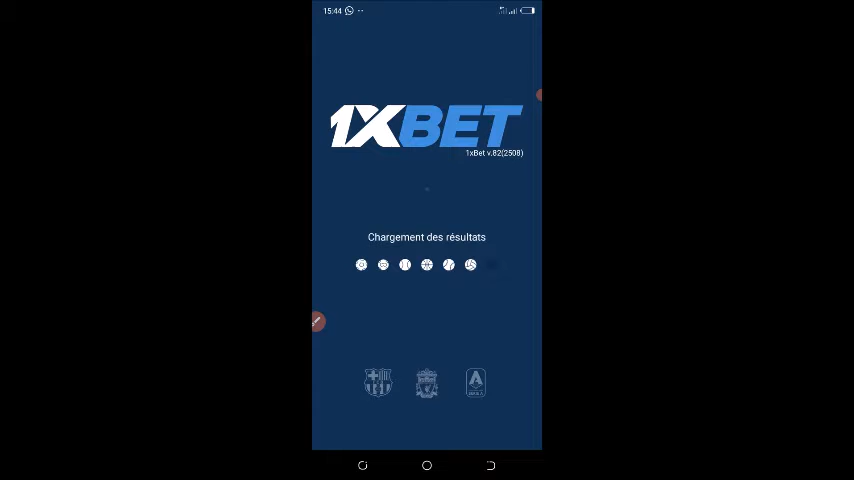 15:44
1XBET
1xBet v.82(2508)
Chargement des résultats